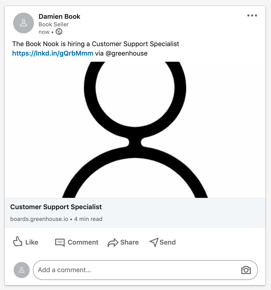 Damien Book
Book Seller
now •
The Book Nook is hiring a Customer Support Specialist
https://lnkd.in/gQrbMmm via @greenhouse
Customer Support Specialist
boards.greenhouse.io • 4 min read
Like Comment Share Send
Add a comment...